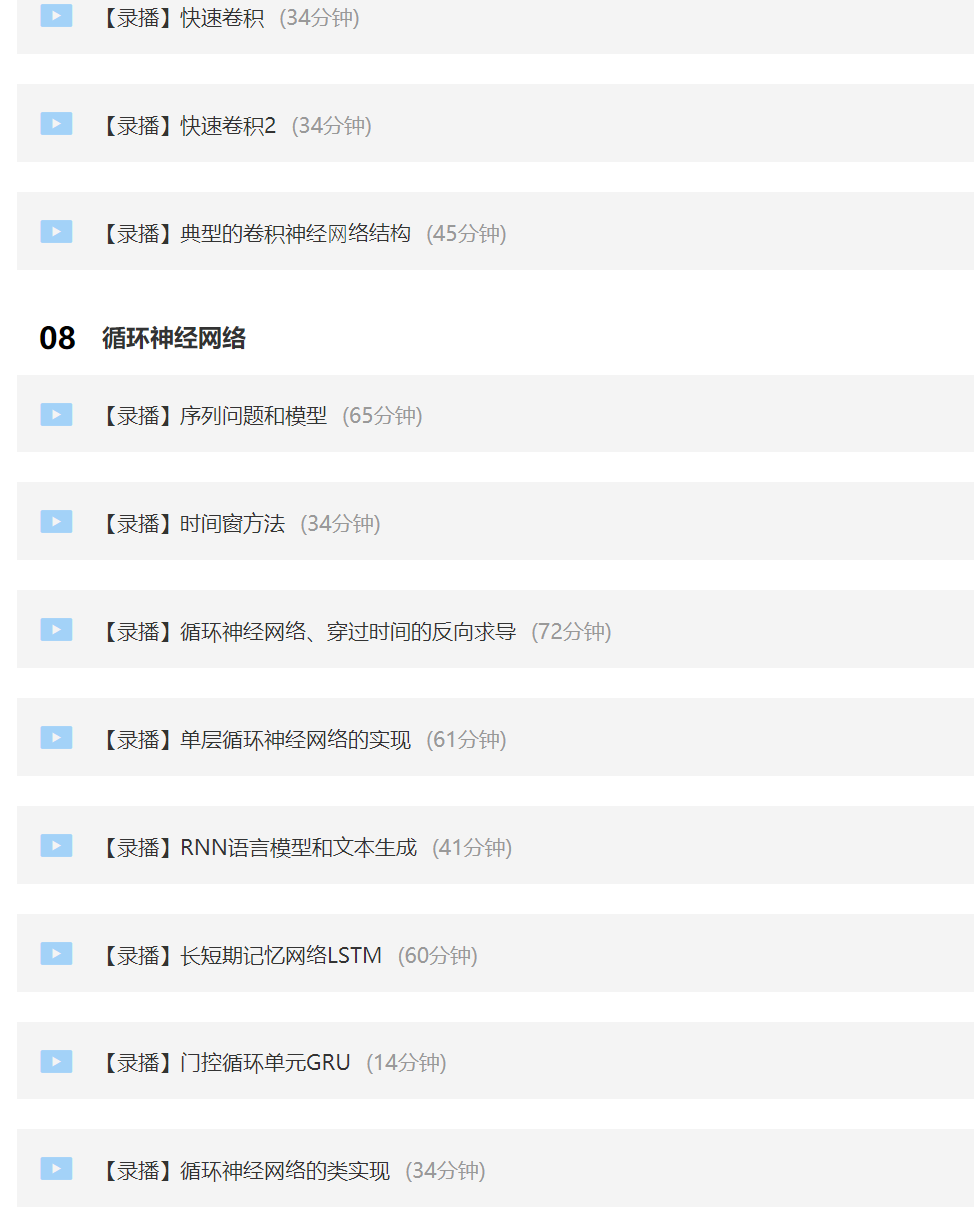 【录播】快速卷积 (34分钟)
【录播】快速卷积2 (34分钟)
【录播】典型的卷积神经网络结构 (45分钟)
08 循环神经网络
【录播】序列问题和模型 (65分钟)
【录播】时间窗方法 (34分钟)
【录播】循环神经网络、穿过时间的反向求导 (72分钟)
【录播】单层循环神经网络的实现 (61分钟)
【录播】RNN语言模型和文本生成 (41分钟)
【录播】长短期记忆网络LSTM (60分钟)
【录播】门控循环单元GRU (14分钟)
【录播】循环神经网络的类实现 (34分钟)